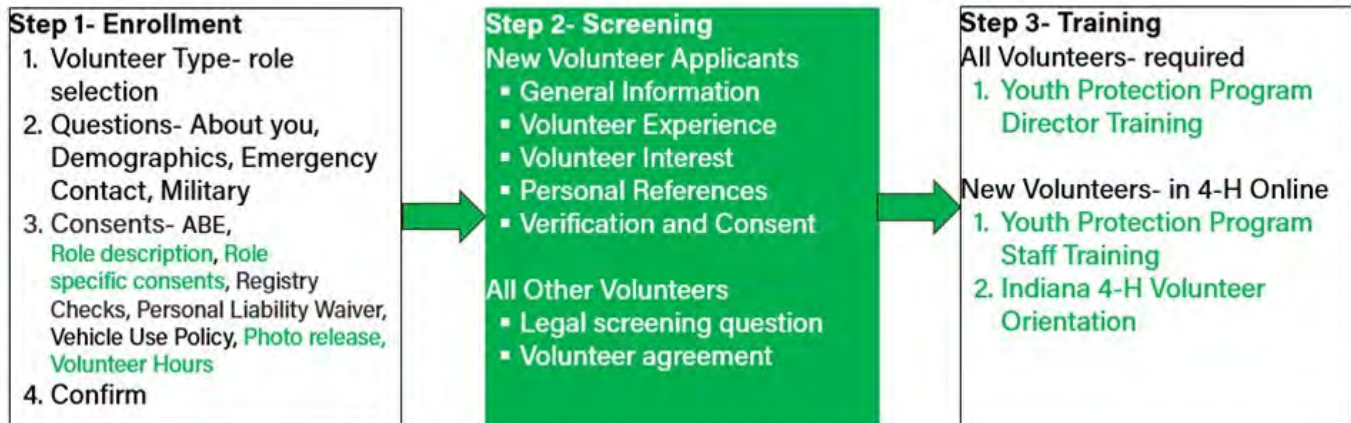 Step 1- Enrollment
1. Volunteer Type- role
selection
2. Questions- About you,
Demographics, Emergency
Contact, Military
3. Consents- ABE,
Role description, Role
specific consents, Registry
Checks, Personal Liability Waiver,
Vehicle Use Policy, Photo release,
Volunteer Hours
4. Confirm
Step 2- Screening
New Volunteer Applicants
▪ General Information
▪ Volunteer Experience
▪ Volunteer Interest
▪ Personal References
▪ Verification and Consent
All Other Volunteers
▪ Legal screening question
▪ Volunteer agreement
Step 3- Training
All Volunteers- required
1. Youth Protection Program
Director Training
New Volunteers- in 4-H Online
1. Youth Protection Program
Staff Training
2. Indiana 4-H Volunteer
Orientation